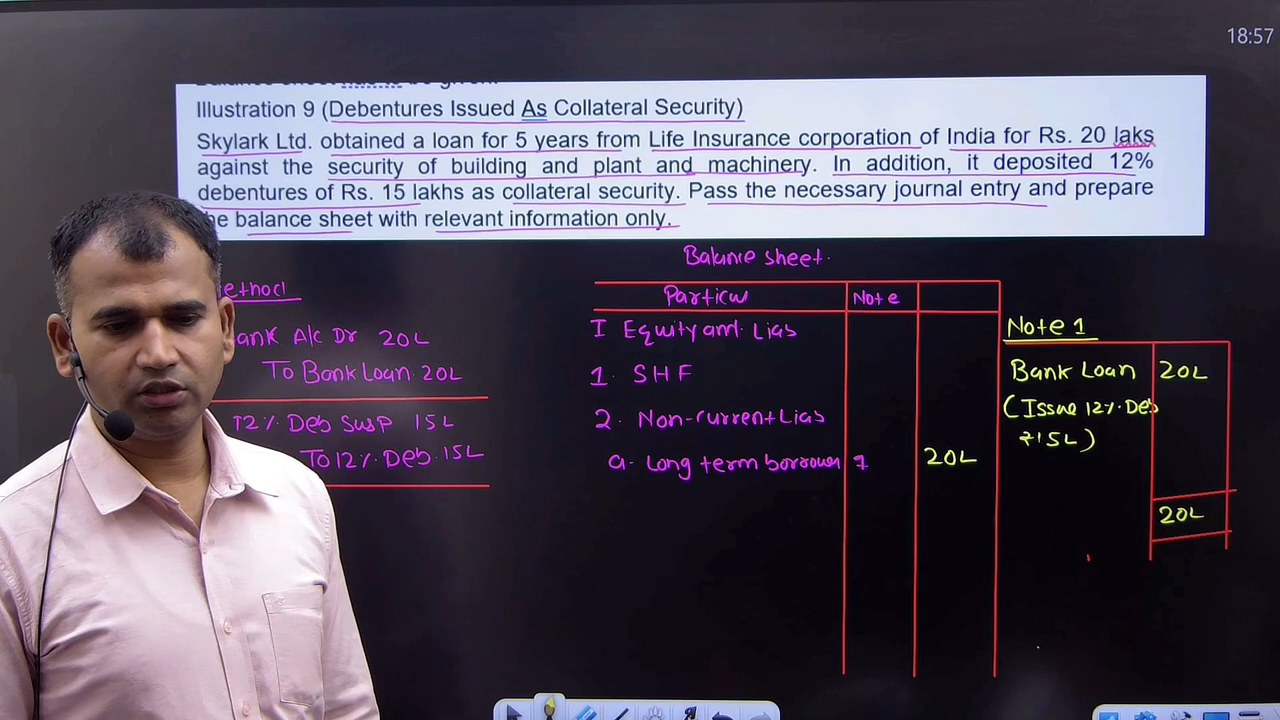 18:57
Illustration 9 (Debentures Issued As Collateral Security)
Skylark Ltd. obtained a loan for 5 years from Life Insurance corporation of India for Rs. 20 laks
against the security of building and plant and machinery. In addition, it deposited 12%
debentures of Rs. 15 lakhs as collateral security. Pass the necessary journal entry and prepare
he balance sheet with relevant information only.
ethod
ank A/c Dr 20L
To Bank Loan 20L
12% Deb Susp 15L
To 12% Deb. 15L
Balance sheet.
Particu Note
I Equity and Liabs
1. SHF
2. Non-current Liabs
a. Long term borrower 1 20L
Note 1
Bank Loan 20L
(Issue 12% Deb
₹15L)
20L